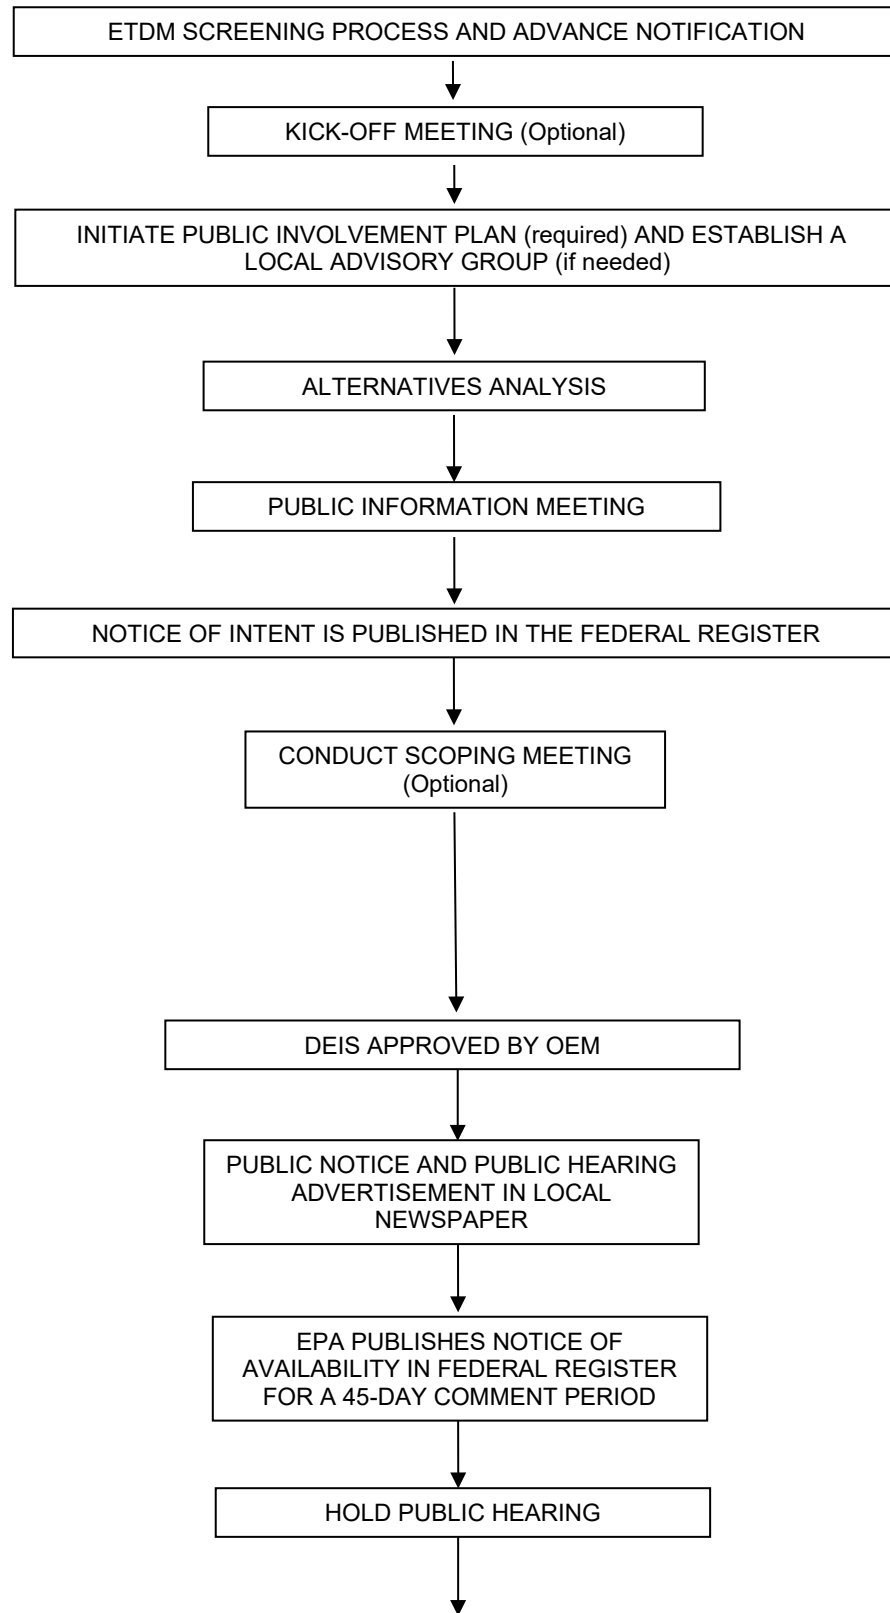 ETDM SCREENING PROCESS AND ADVANCE NOTIFICATION
KICK-OFF MEETING (Optional)
INITIATE PUBLIC INVOLVEMENT PLAN (required) AND ESTABLISH A
LOCAL ADVISORY GROUP (if needed)
ALTERNATIVES ANALYSIS
PUBLIC INFORMATION MEETING
NOTICE OF INTENT IS PUBLISHED IN THE FEDERAL REGISTER
CONDUCT SCOPING MEETING
(Optional)
DEIS APPROVED BY OEM
PUBLIC NOTICE AND PUBLIC HEARING
ADVERTISEMENT IN LOCAL
NEWSPAPER
EPA PUBLISHES NOTICE OF
AVAILABILITY IN FEDERAL REGISTER
FOR A 45-DAY COMMENT PERIOD
HOLD PUBLIC HEARING